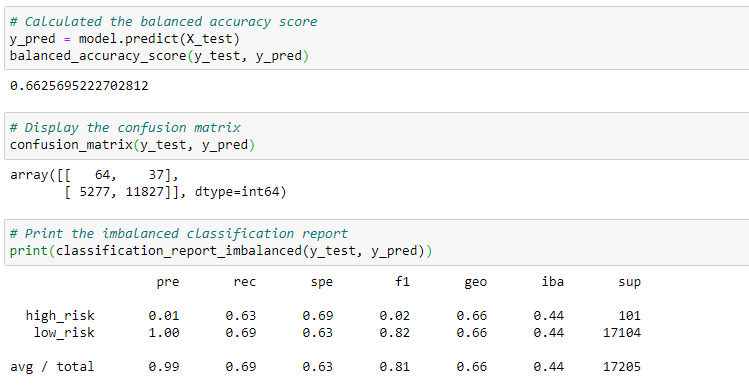 # Calculated the balanced accuracy score
y_pred = model.predict(X_test)
balanced_accuracy_score(y_test, y_pred)
0.6625695222702812
# Display the confusion matrix
confusion_matrix(y_test, y_pred)
array([[   64,    37],
       [ 5277, 11827]], dtype=int64)
# Print the imbalanced classification report
print(classification_report_imbalanced(y_test, y_pred))
                  pre       rec       spe        f1       geo       iba       sup
  high_risk      0.01      0.63      0.69      0.02      0.66      0.44       101
   low_risk      1.00      0.69      0.63      0.82      0.66      0.44     17104
avg / total      0.99      0.69      0.63      0.81      0.66      0.44     17205